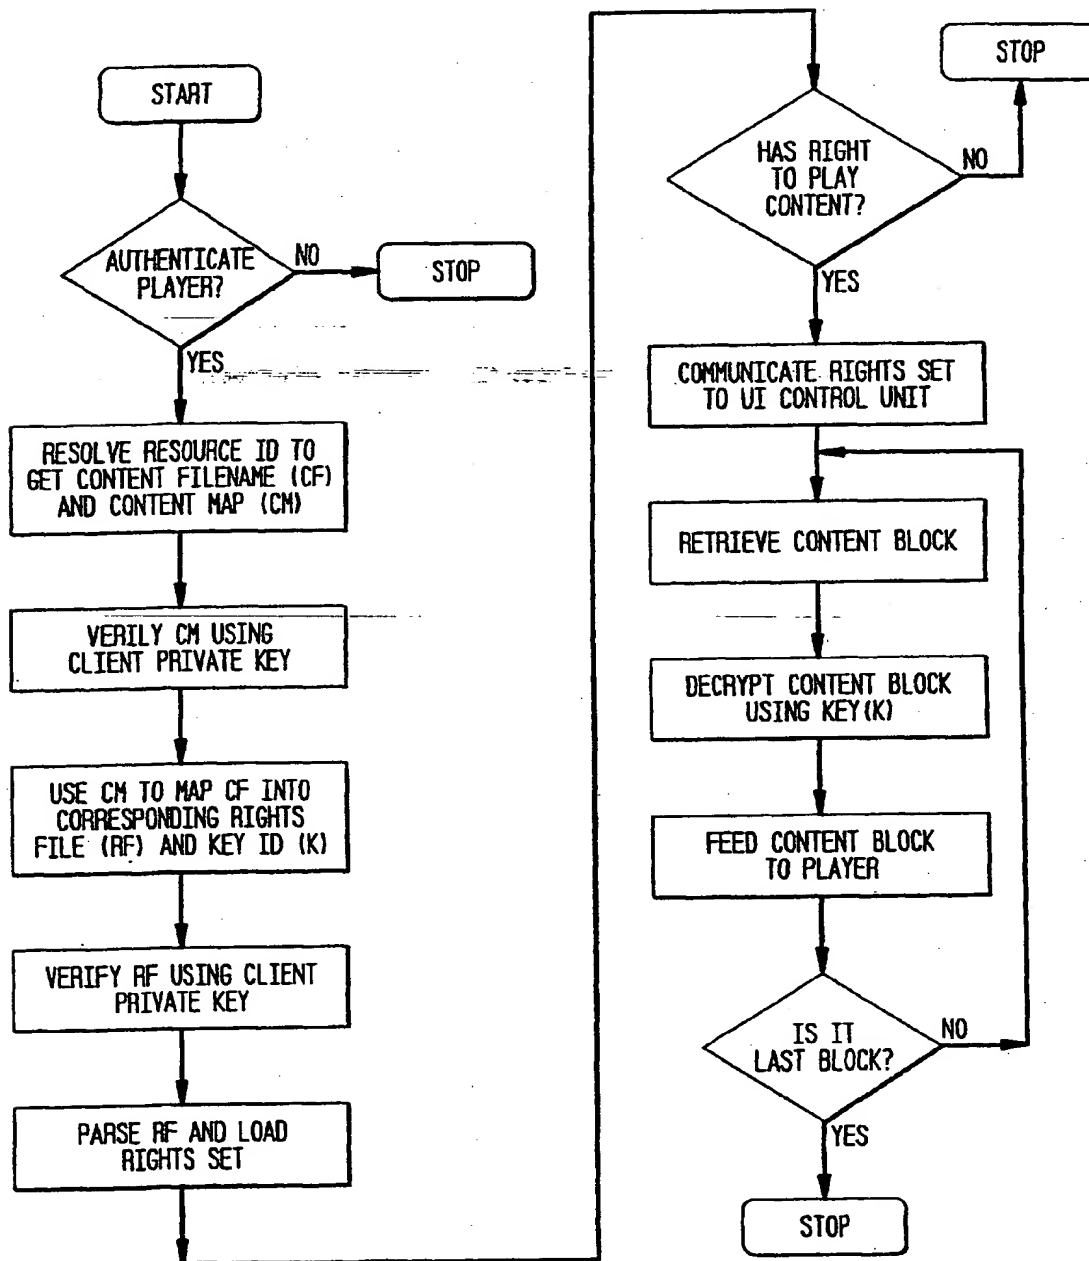 START
AUTHENTICATE
PLAYER?
NO
STOP
YES
RESOLVE RESOURCE ID TO
GET CONTENT FILENAME (CF)
AND CONTENT MAP (CM)
VERILY CM USING
CLIENT PRIVATE KEY
USE CM TO MAP CF INTO
CORRESPONDING RIGHTS
FILE (RF) AND KEY ID (K)
VERIFY RF USING CLIENT
PRIVATE KEY
PARSE RF AND LOAD
RIGHTS SET
HAS RIGHT
TO PLAY
CONTENT?
NO
STOP
YES
COMMUNICATE RIGHTS SET
TO UI CONTROL UNIT
RETRIEVE CONTENT BLOCK
DECRYPT CONTENT BLOCK
USING KEY(K)
FEED CONTENT BLOCK
TO PLAYER
IS IT
LAST BLOCK?
NO
YES
STOP